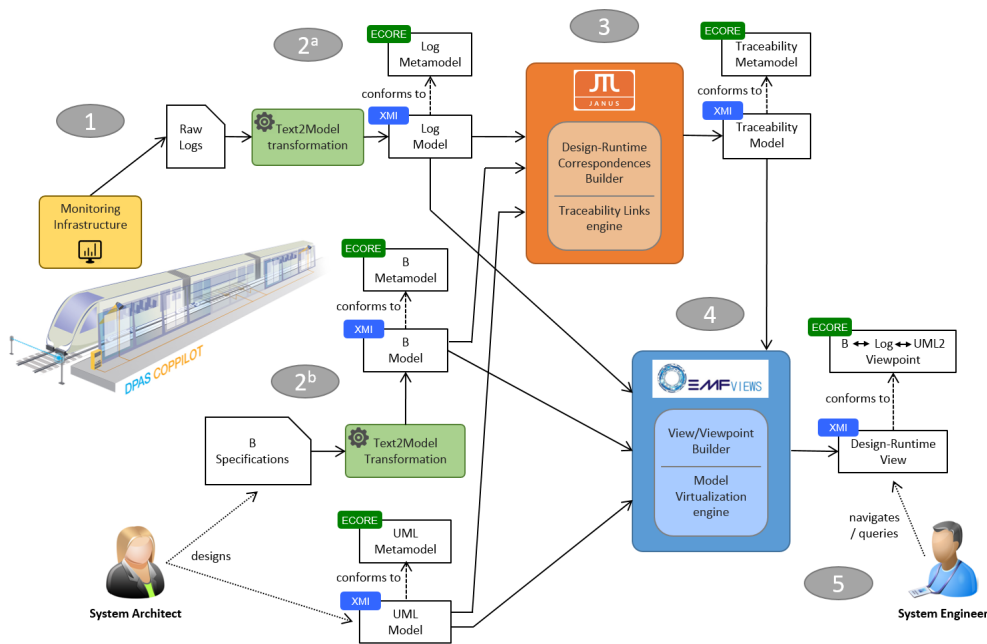 1
2a
3
ECORE
Log
Metamodel
conforms to
XMI
Log
Model
Raw
Logs
Text2Model
transformation
Monitoring
Infrastructure
JTL
JANUS
Design-Runtime
Correspondences
Builder
Traceability Links
engine
ECORE
Traceability
Metamodel
conforms to
XMI
Traceability
Model
DPAS COPPILOT
ECORE
B
Metamodel
conforms to
XMI
B
Model
2b
B
Specifications
Text2Model
Transformation
4
EMF VIEWS
View/Viewpoint
Builder
Model
Virtualization
engine
ECORE
B Log UML2
Viewpoint
conforms to
XMI
Design-Runtime
View
navigates
/ queries
5
System Engineer
designs
System Architect
ECORE
UML
Metamodel
conforms to
XMI
UML
Model